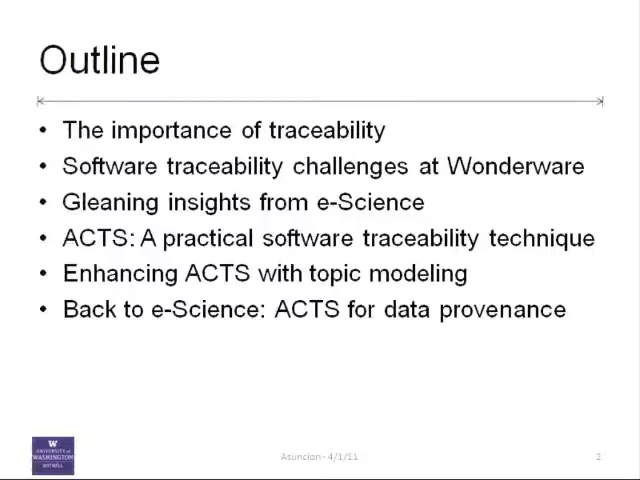 Outline
• The importance of traceability
• Software traceability challenges at Wonderware
• Gleaning insights from e-Science
• ACTS: A practical software traceability technique
• Enhancing ACTS with topic modeling
• Back to e-Science: ACTS for data provenance
W
UNIVERSITY of
WASHINGTON
BOTHELL
Asuncion - 4/1/11
2